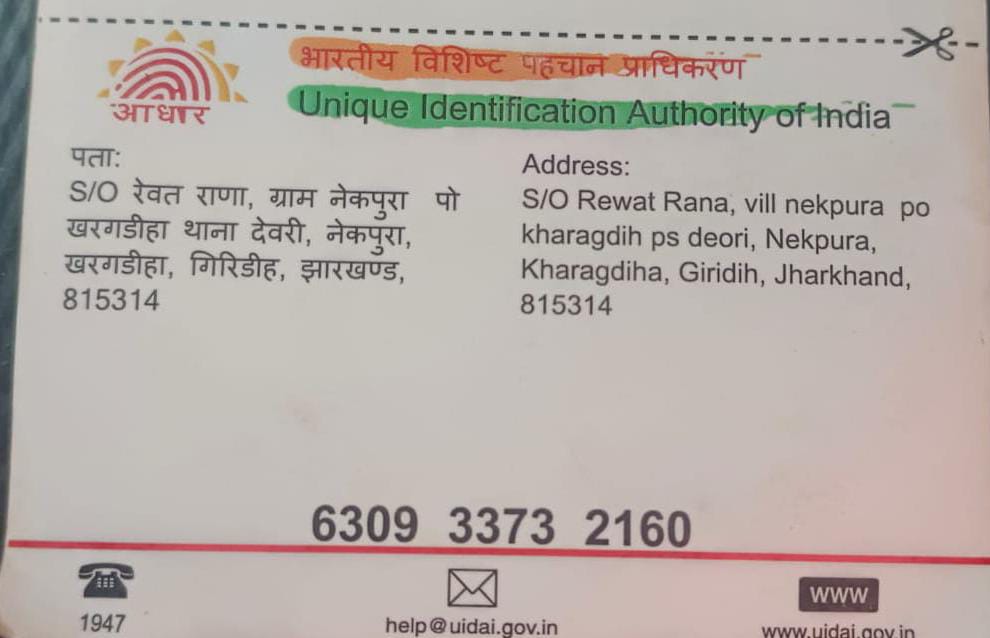 भारतीय विशिष्ट पहचान प्राधिकरण
Unique Identification Authority of India
आधार
पता:
S/O रेवत राणा, ग्राम नेकपुरा पो
खरगडीहा थाना देवरी, नेकपुरा,
खरगडीहा, गिरिडीह, झारखण्ड,
815314
Address:
S/O Rewat Rana, vill nekpura po
kharagdih ps deori, Nekpura,
Kharagdiha, Giridih, Jharkhand,
815314
6309 3373 2160
1947
help@uidai.gov.in
www
www.uidai.gov.in